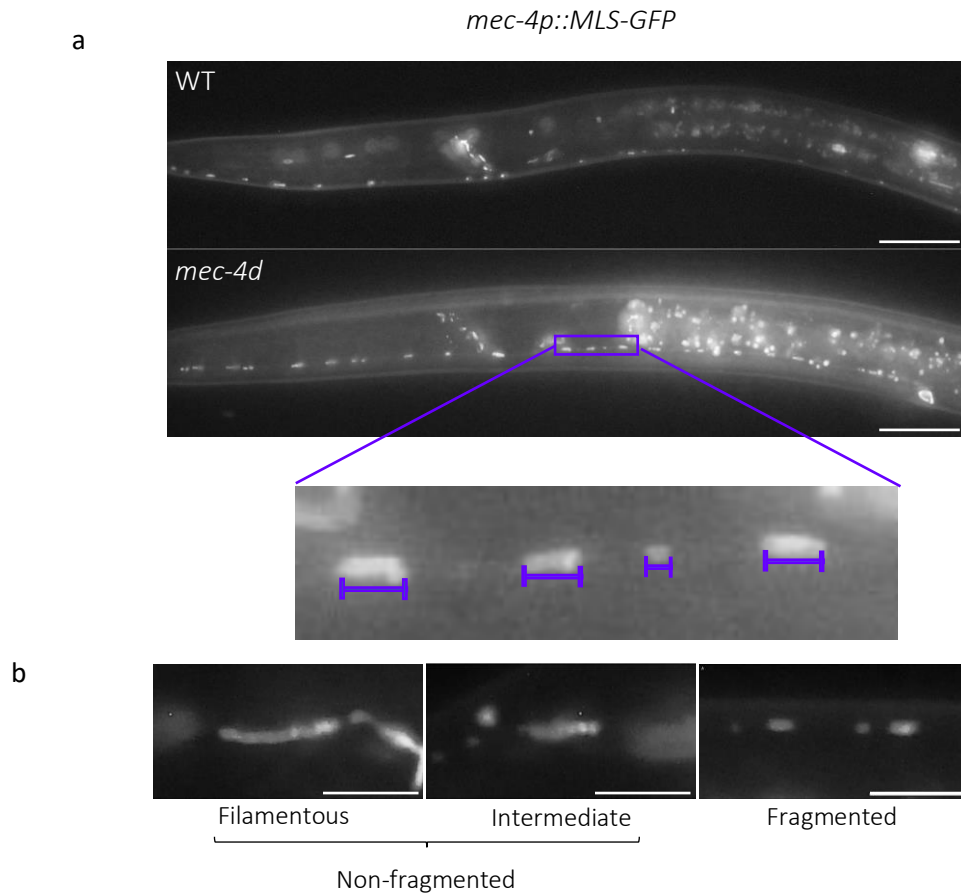 mec-4p::MLS-GFP
a
WT
mec-4d
b
Filamentous
Intermediate
Fragmented
Non-fragmented